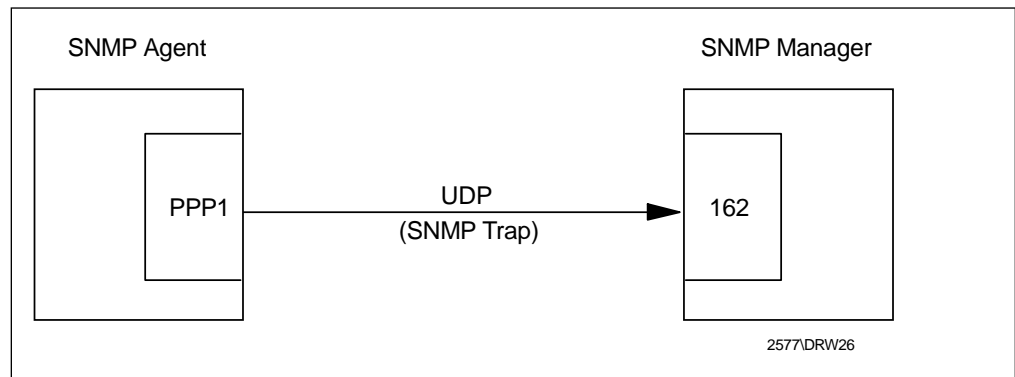 SNMP Agent
SNMP Manager
PPP1
UDP
(SNMP Trap)
162
2577\DRW26